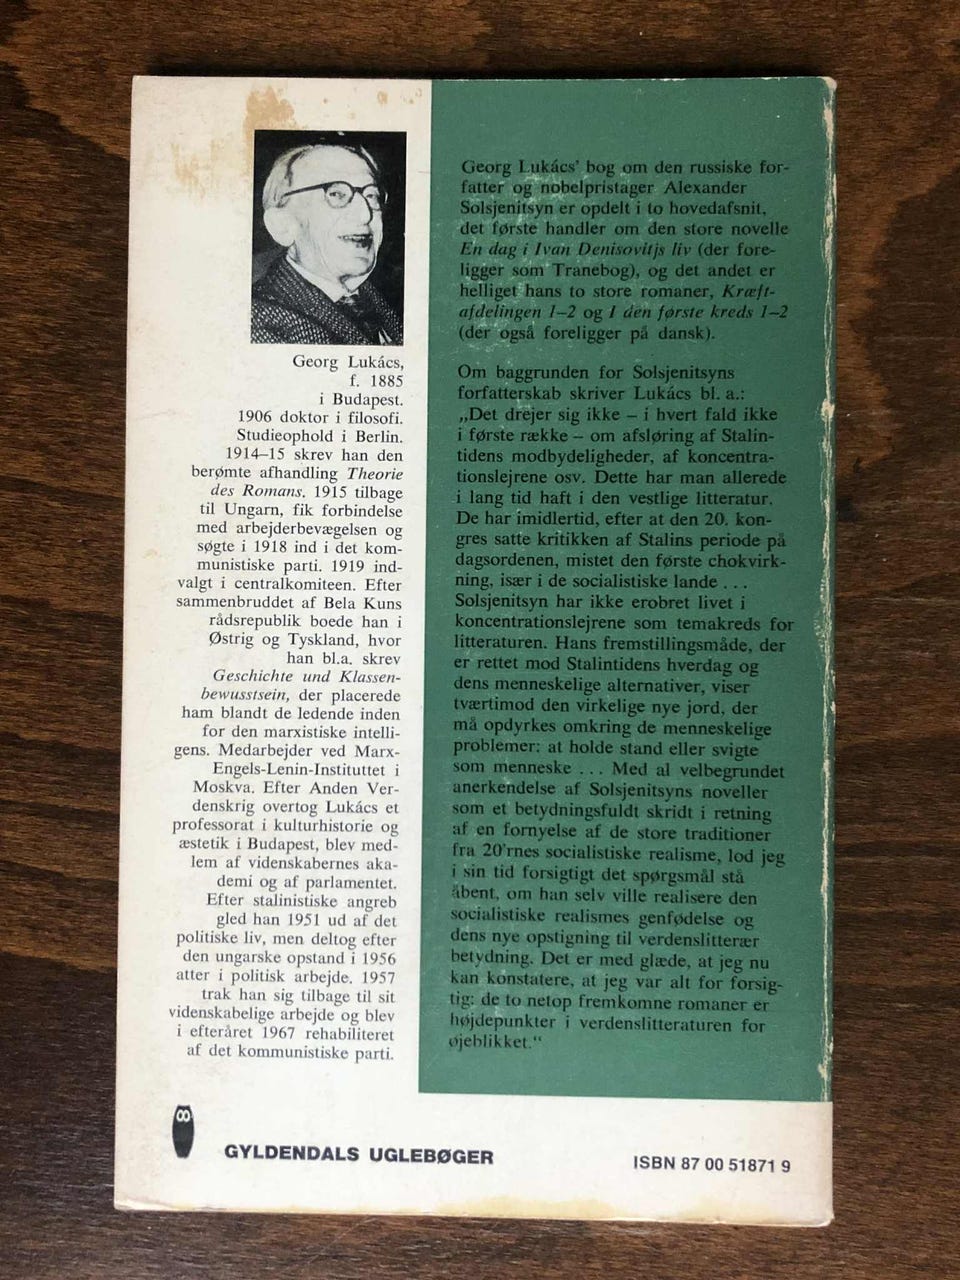 Georg Lukács,
f. 1885
i Budapest.
1906 doktor i filosofi.
Studieophold i Berlin.
1914–15 skrev han den
berømte afhandling Theorie
des Romans. 1915 tilbage
til Ungarn, fik forbindelse
med arbejderbevægelsen og
søgte i 1918 ind i det kom-
munistiske parti. 1919 ind-
valgt i centralkomiteen. Efter
sammenbruddet af Bela Kuns
rådsrepublik boede han i
Østrig og Tyskland, hvor
han bl.a. skrev
Geschichte und Klassen-
bewusstsein, der placerede
ham blandt de ledende inden
for den marxistiske intelli-
gens. Medarbejder ved Marx-
Engels-Lenin-Instituttet i
Moskva. Efter Anden Ver-
denskrig overtog Lukács et
professorat i kulturhistorie og
æstetik i Budapest, blev med-
lem af videnskabernes aka-
demi og af parlamentet.
Efter stalinistiske angreb
gled han 1951 ud af det
politiske liv, men deltog efter
den ungarske opstand i 1956
atter i politisk arbejde. 1957
trak han sig tilbage til sit
videnskabelige arbejde og blev
i efteråret 1967 rehabiliteret
af det kommunistiske parti.
Georg Lukács' bog om den russiske for-
fatter og nobelpristager Alexander
Solsjenitsyn er opdelt i to hovedafsnit,
det første handler om den store novelle
En dag i Ivan Denisovitjs liv (der fore-
ligger som Tranebog), og det andet er
helliget hans to store romaner, Kræft-
afdelingen 1–2 og I den første kreds 1–2
(der også foreligger på dansk).
Om baggrunden for Solsjenitsyns
forfatterskab skriver Lukács bl. a.:
„Det drejer sig ikke – i hvert fald ikke
i første række – om afsløring af Stalin-
tidens modbydeligheder, af koncentra-
tionslejrene osv. Dette har man allerede
i lang tid haft i den vestlige litteratur.
De har imidlertid, efter at den 20. kon-
gres satte kritikken af Stalins periode på
dagsordenen, mistet den første chokvirk-
ning, især i de socialistiske lande . . .
Solsjenitsyn har ikke erobret livet i
koncentrationslejrene som temakreds for
litteraturen. Hans fremstillingsmåde, der
er rettet mod Stalintidens hverdag og
dens menneskelige alternativer, viser
tværtimod den virkelige nye jord, der
må opdyrkes omkring de menneskelige
problemer: at holde stand eller svigte
som menneske . . . Med al velbegrundet
anerkendelse af Solsjenitsyns noveller
som et betydningsfuldt skridt i retning
af en fornyelse af de store traditioner
fra 20'rnes socialistiske realisme, lod jeg
i sin tid forsigtigt det spørgsmål stå
åbent, om han selv ville realisere den
socialistiske realismes genfødelse og
dens nye opstigning til verdenslitterær
betydning. Det er med glæde, at jeg nu
kan konstatere, at jeg var alt for forsig-
tig: de to netop fremkomne romaner er
højdepunkter i verdenslitteraturen for
øjeblikket.“
GYLDENDALS UGLEBØGER
ISBN 87 00 51871 9